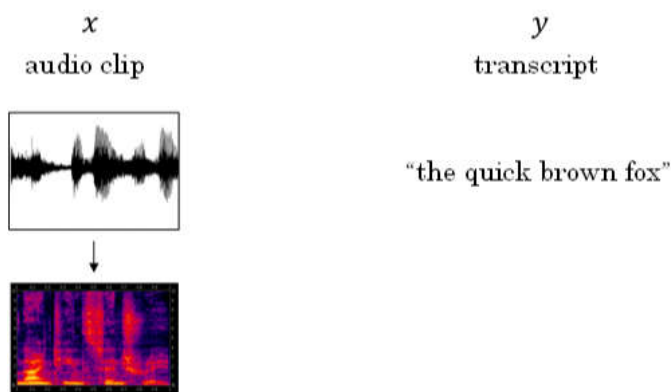 x
audio clip
y
transcript
“the quick brown fox”